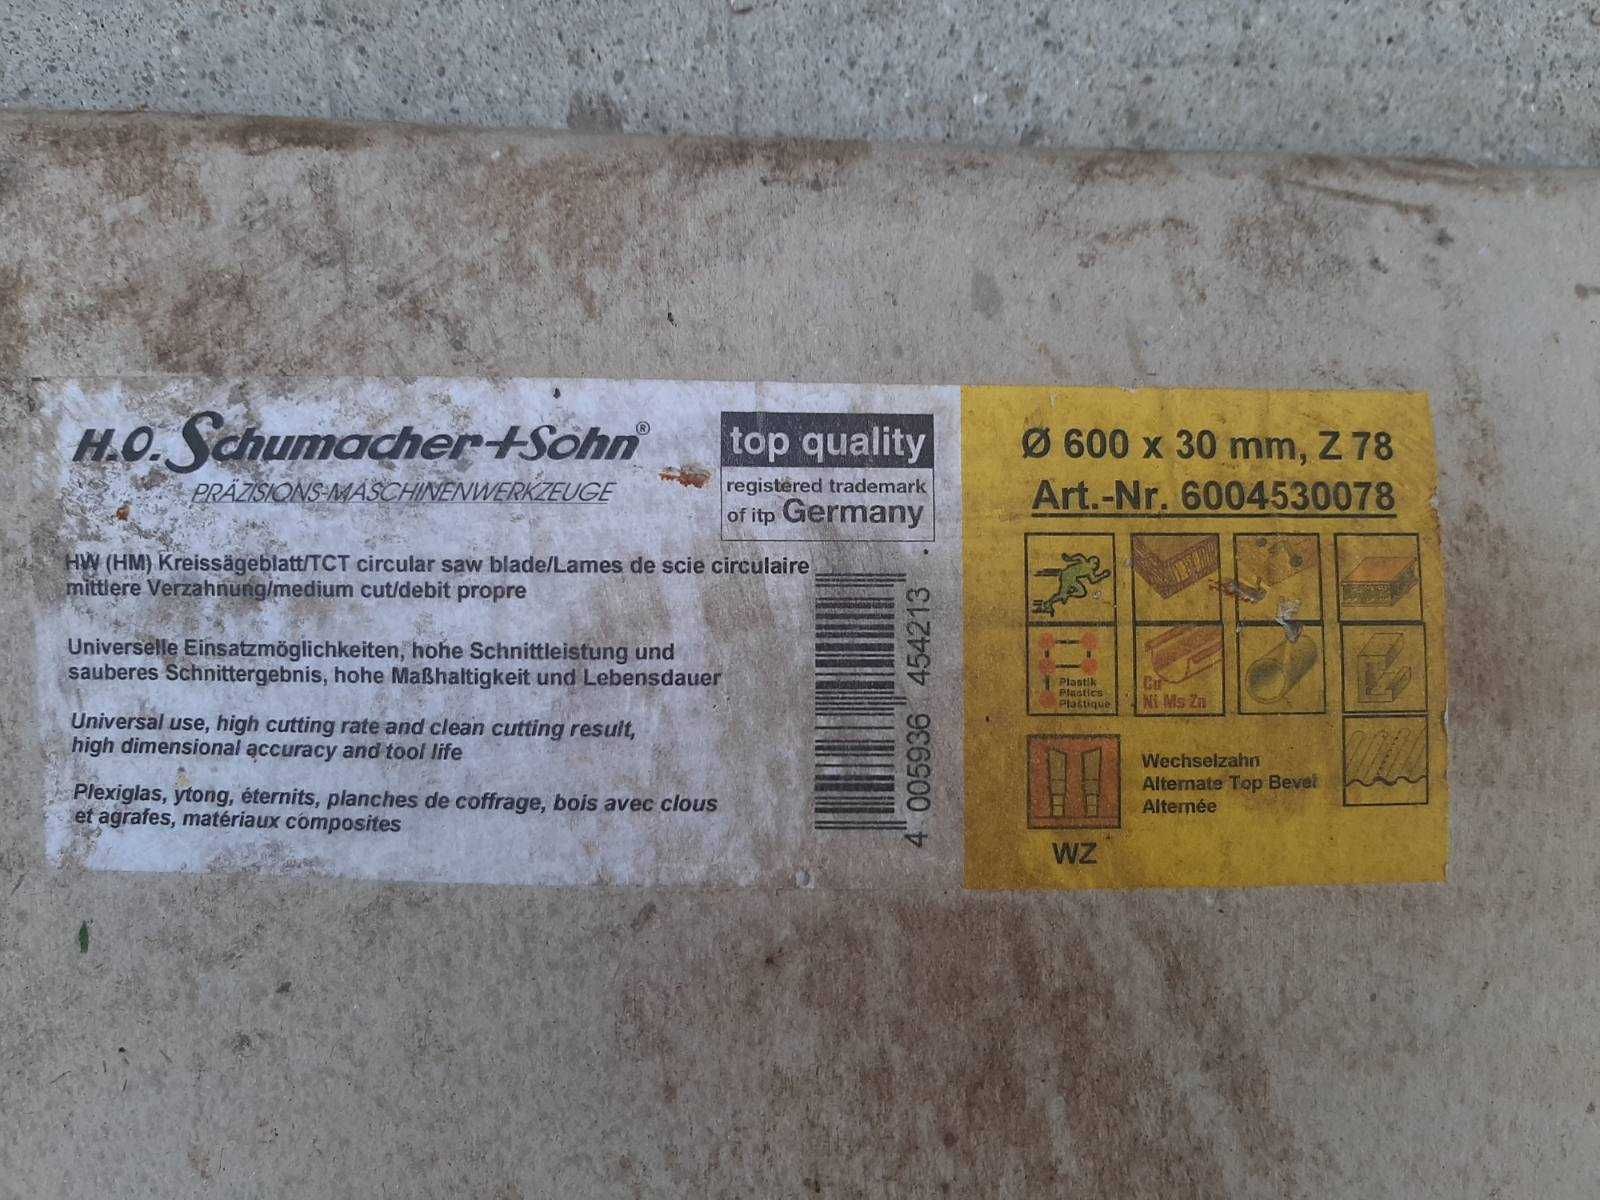 H.O. Schumacher+Sohn®
PRÄZISIONS-MASCHINENWERKZEUGE
top quality
registered trademark
of itp Germany
HW (HM) Kreissägeblatt/TCT circular saw blade/Lames de scie circulaire
mittlere Verzahnung/medium cut/debit propre
Universelle Einsatzmöglichkeiten, hohe Schnittleistung und
sauberes Schnittergebnis, hohe Maßhaltigkeit und Lebensdauer
Universal use, high cutting rate and clean cutting result,
high dimensional accuracy and tool life
Plexiglas, ytong, éternits, planches de coffrage, bois avec clous
et agrafes, matériaux composites
4 005936 454213
Ø 600 x 30 mm, Z 78
Art.-Nr. 6004530078
Plastik
Plastics
Plastique
Cu
Ni Ms Zn
Wechselzahn
Alternate Top Bevel
Alternée
WZ